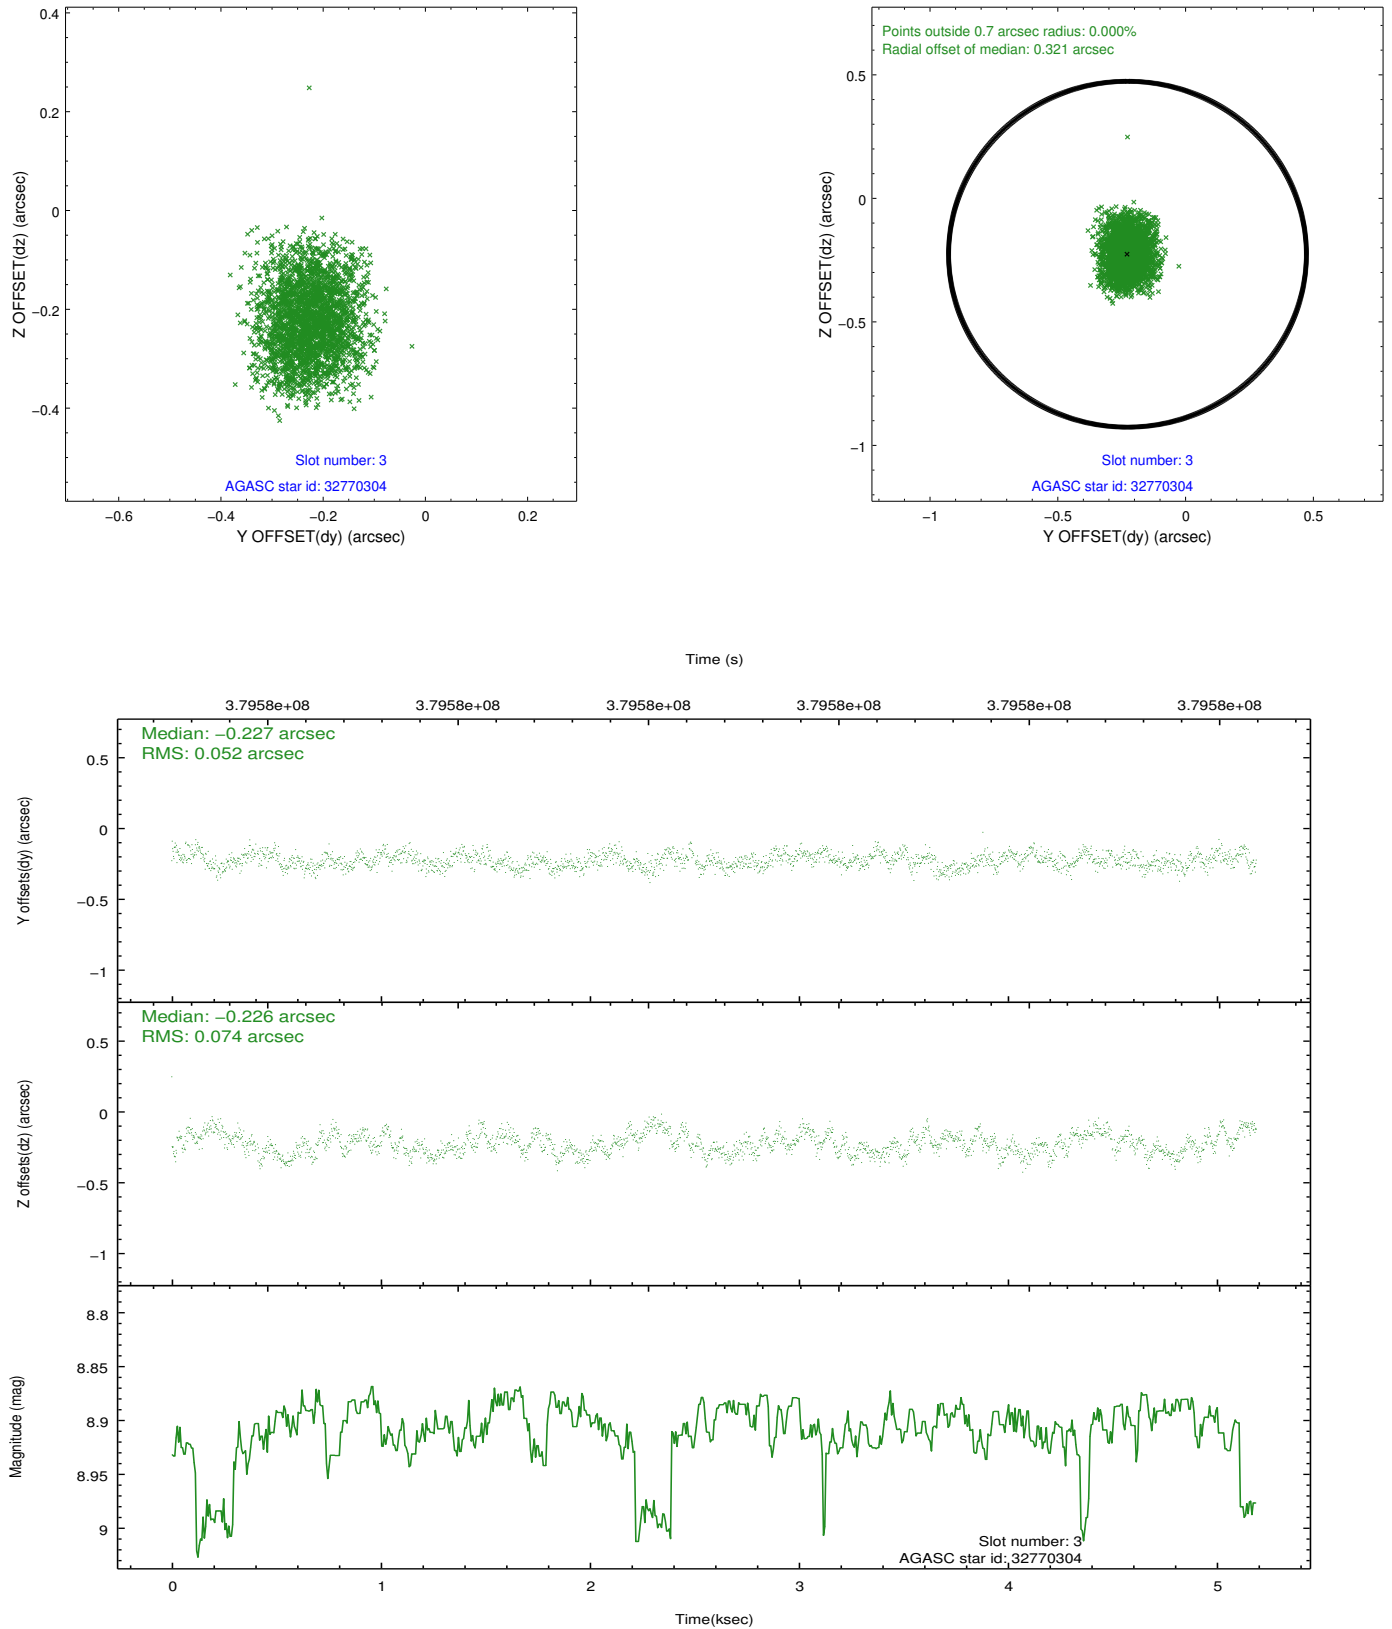 0.4
0.2
0
−0.2
−0.4
Z OFFSET(dz) (arcsec)
Slot number: 3
AGASC star id: 32770304
−0.6 −0.4 −0.2 0 0.2
Y OFFSET(dy) (arcsec)
Points outside 0.7 arcsec radius: 0.000%
Radial offset of median: 0.321 arcsec
0.5
0
−0.5
−1
Z OFFSET(dz) (arcsec)
Slot number: 3
AGASC star id: 32770304
−1 −0.5 0 0.5
Y OFFSET(dy) (arcsec)
Time (s)
3.7958e+08 3.7958e+08 3.7958e+08 3.7958e+08 3.7958e+08 3.7958e+08
Median: −0.227 arcsec
RMS: 0.052 arcsec
0.5
0
−0.5
−1
Y offsets(dy) (arcsec)
Median: −0.226 arcsec
RMS: 0.074 arcsec
0.5
0
−0.5
−1
Z offsets(dz) (arcsec)
8.8
8.85
8.9
8.95
9
Magnitude (mag)
Slot number: 3
AGASC star id: 32770304
0 1 2 3 4 5
Time(ksec)